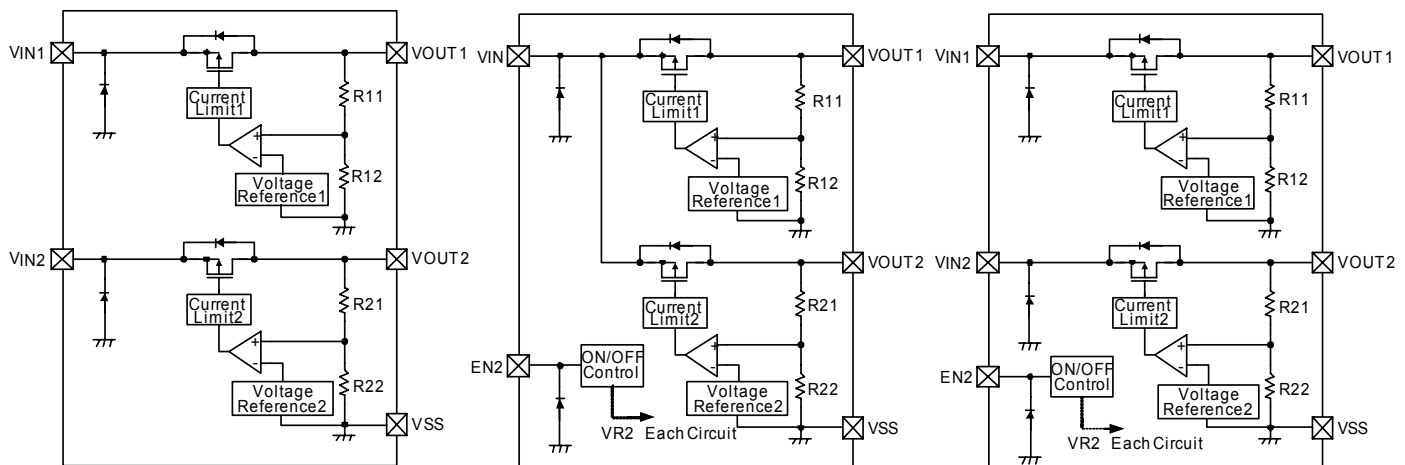 VIN1
VOUT1
R11
Current
Limit1
+
-
Voltage
Reference1
R12
VIN2
VOUT2
R21
Current
Limit2
+
-
Voltage
Reference2
R22
VSS
VIN
VOUT1
R11
Current
Limit1
+
-
Voltage
Reference1
R12
VOUT2
R21
Current
Limit2
+
-
EN2
ON/OFF
Control
Voltage
Reference2
R22
VR2 Each Circuit
VSS
VIN1
VOUT1
R11
Current
Limit1
+
-
Voltage
Reference1
R12
VIN2
VOUT2
R21
Current
Limit2
+
-
EN2
ON/OFF
Control
Voltage
Reference2
R22
VR2 Each Circuit
VSS